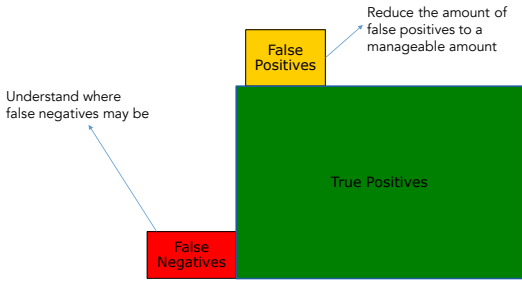 Reduce the amount of
false positives to a
manageable amount
False
Positives
Understand where
false negatives may be
True Positives
False
Negatives